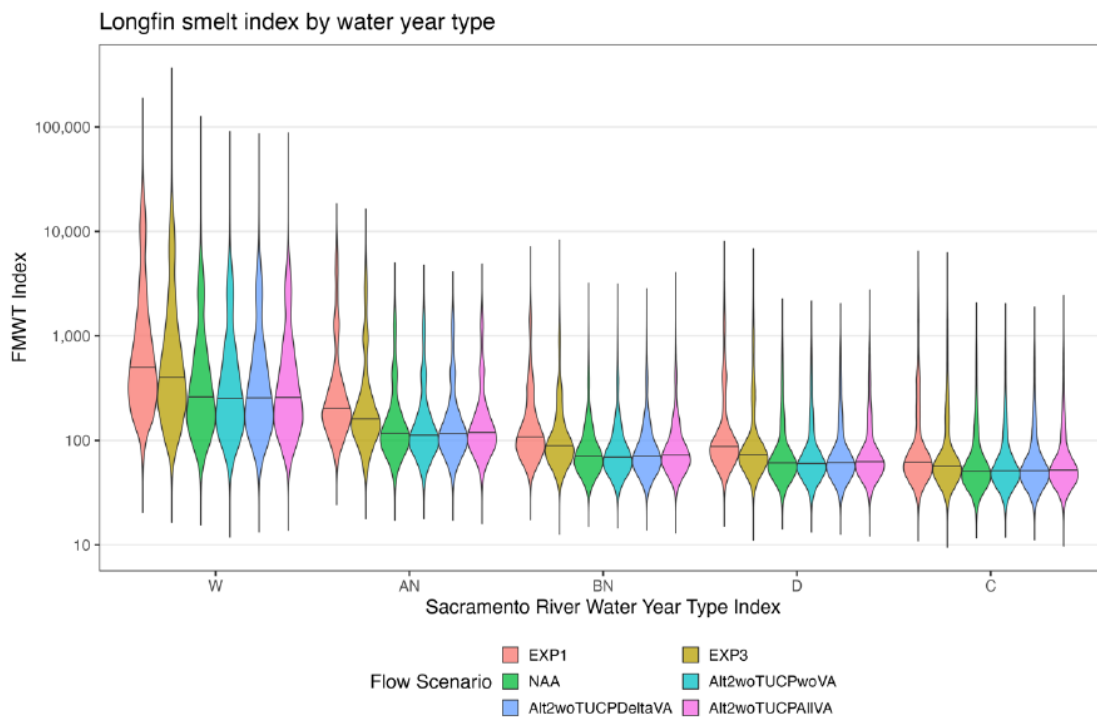 Longfin smelt index by water year type
FMWT Index
100,000
10,000
1,000
100
10
W AN BN D C
Sacramento River Water Year Type Index
Flow Scenario
EXP1 EXP3
NAA Alt2woTUCPwoVA
Alt2woTUCPDeltaVA Alt2woTUCPAllVA